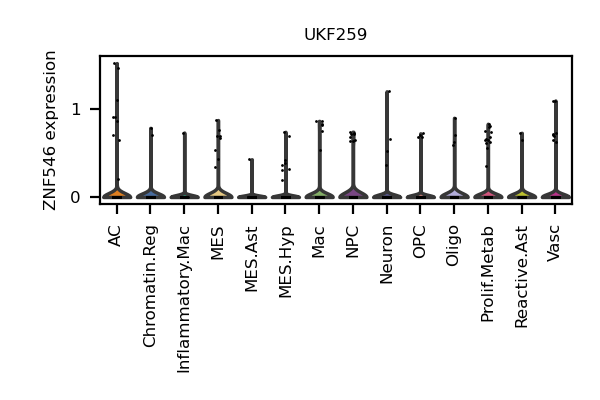 UKF259
ZNF546 expression
1
0
AC
Chromatin.Reg
Inflammatory.Mac
MES
MES.Ast
MES.Hyp
Mac
NPC
Neuron
OPC
Oligo
Prolif.Metab
Reactive.Ast
Vasc